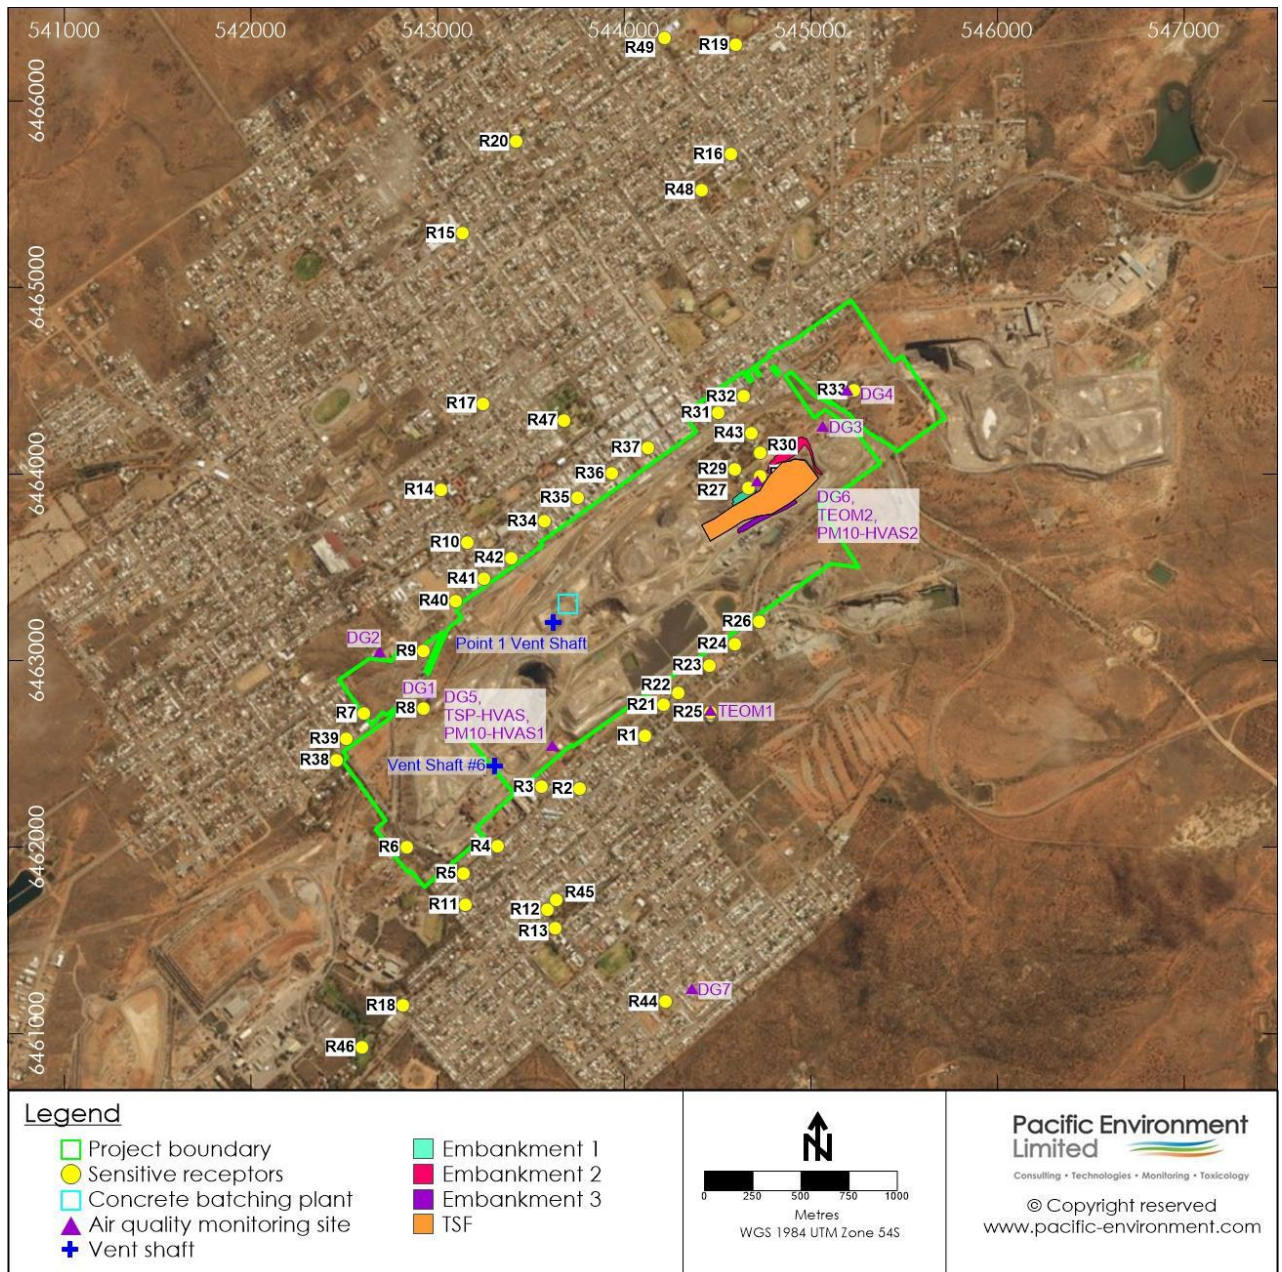 541000
542000
543000
544000
545000
546000
547000
6466000
6465000
6464000
6463000
6462000
6461000
R49
R19
R20
R16
R48
R15
R33
DG4
R32
R17
R31
R47
DG3
R43
R37
R30
R29
R36
R14
R27
R35
DG6,
TEOM2,
PM10-HVAS2
R34
R10
R42
R41
R40
R26
Point 1 Vent Shaft
DG2
R9
R24
R23
DG1
R22
DG5,
TSP-HVAS,
PM10-HVAS1
R8
R7
R21
R25
TEOM1
R39
R1
R38
Vent Shaft #6
R3
R2
R6
R4
R5
R45
R11
R12
R13
DG7
R44
R18
R46
Legend
Project boundary
Sensitive receptors
Concrete batching plant
Air quality monitoring site
Vent shaft
Embankment 1
Embankment 2
Embankment 3
TSF
N
0 250 500 750 1000
Metres
WGS 1984 UTM Zone 54S
Pacific Environment
Limited
Consulting • Technologies • Monitoring • Toxicology
© Copyright reserved
www.pacific-environment.com